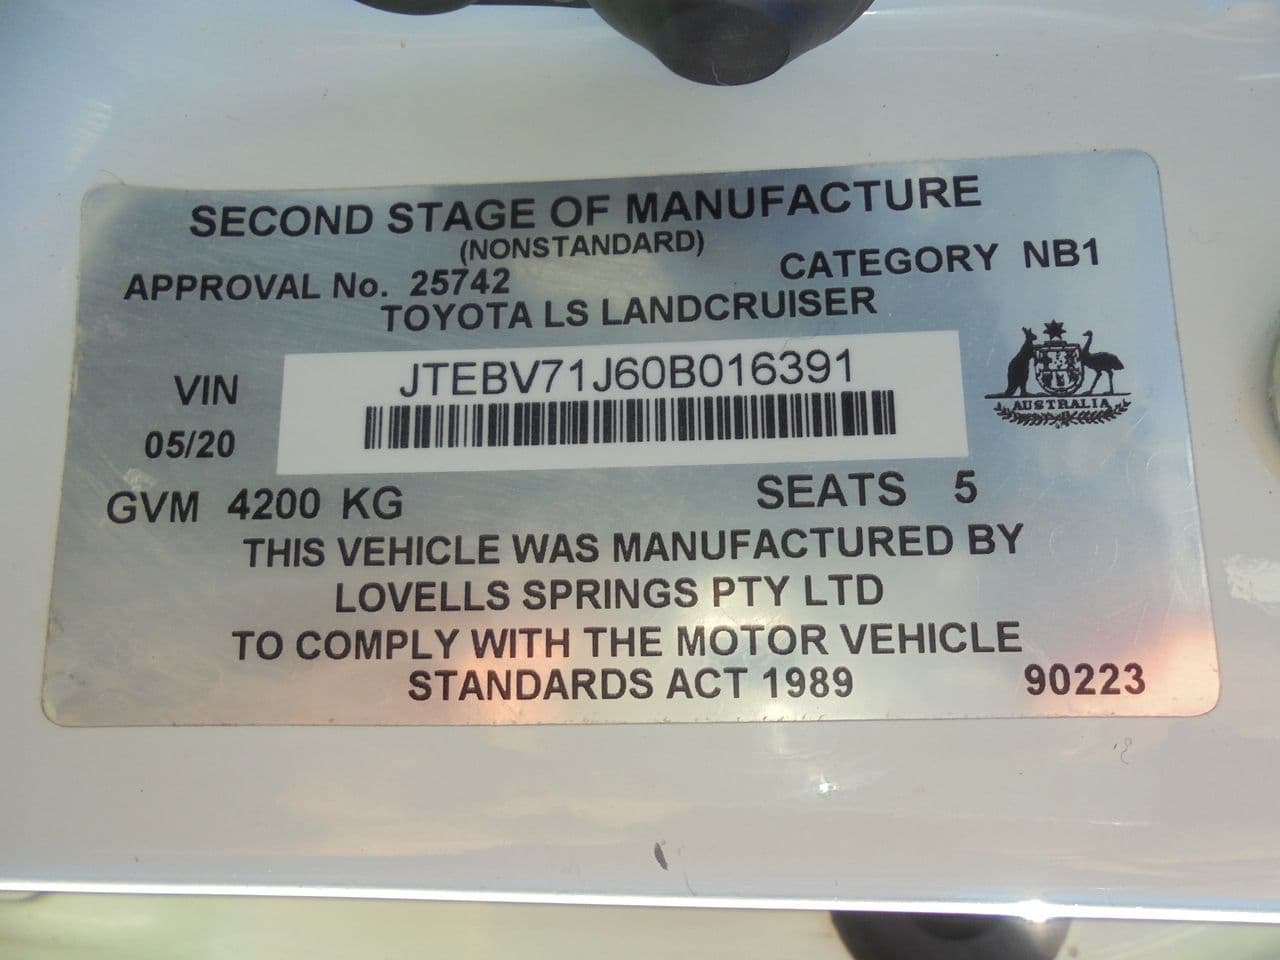 SECOND STAGE OF MANUFACTURE
(NONSTANDARD)
APPROVAL No. 25742 CATEGORY NB1
TOYOTA LS LANDCRUISER
VIN JTEBV71J60B016391
AUSTRALIA
05/20
GVM 4200 KG SEATS 5
THIS VEHICLE WAS MANUFACTURED BY
LOVELLS SPRINGS PTY LTD
TO COMPLY WITH THE MOTOR VEHICLE
STANDARDS ACT 1989 90223